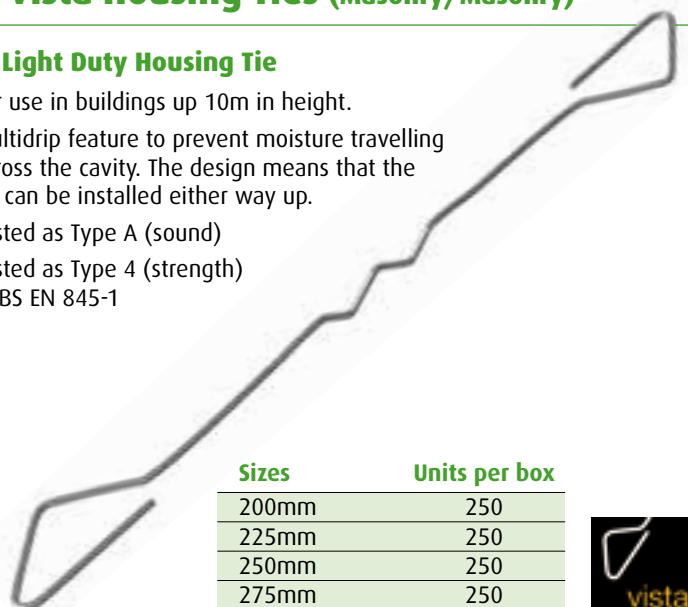 Vista Housing Ties (Masonry/Masonry)
Light Duty Housing Tie
use in buildings up 10m in height.
ltidrip feature to prevent moisture travelling
ross the cavity. The design means that the
can be installed either way up.
sted as Type A (sound)
sted as Type 4 (strength)
BS EN 845-1
Sizes Units per box
200mm 250
225mm 250
250mm 250
275mm 250
vista